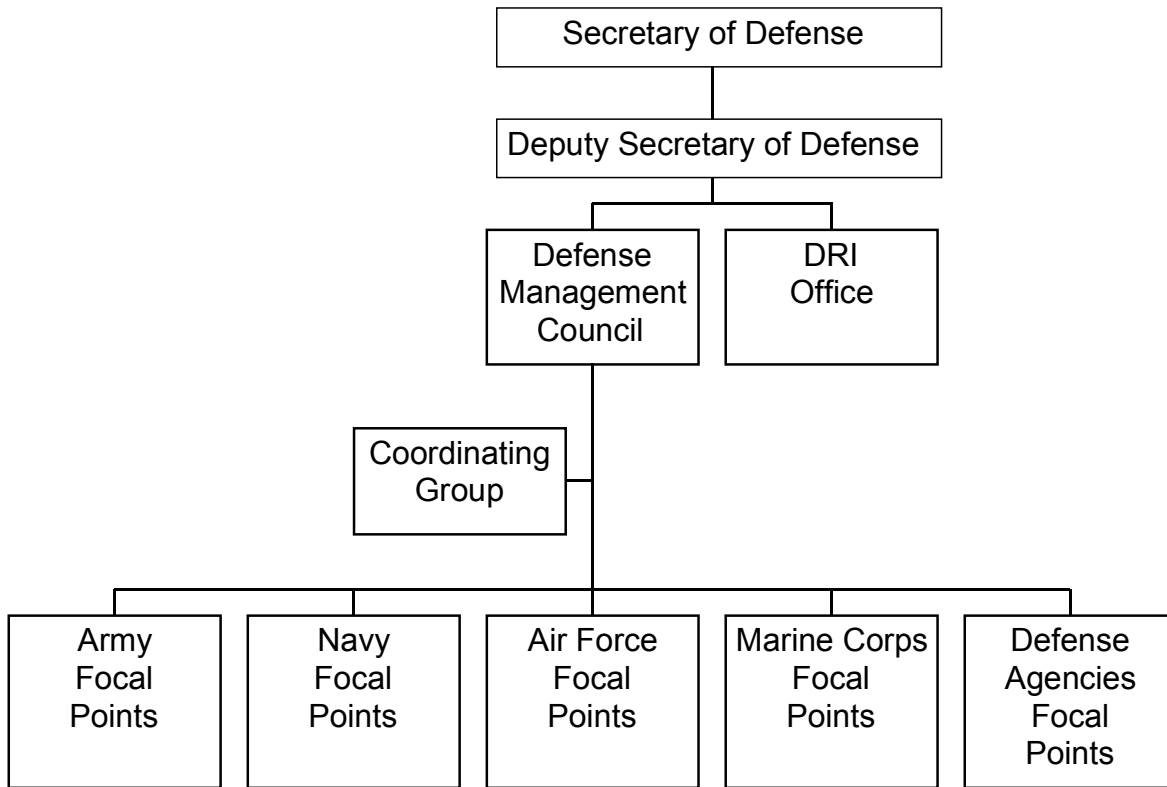 Secretary of Defense
Deputy Secretary of Defense
Defense
Management
Council
DRI
Office
Coordinating
Group
Army
Focal
Points
Navy
Focal
Points
Air Force
Focal
Points
Marine Corps
Focal
Points
Defense
Agencies
Focal
Points